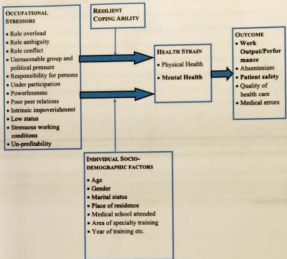 OCCUPATIONAL
STRESSORS
• Role overload
• Role ambiguity
• Role conflict
• Unreasonable group and
political pressure
• Responsibility for persons
• Under participation
• Powerlessness
• Poor peer relations
• Intrinsic impoverishment
• Low status
• Strenuous working
conditions
• Un-profitability
RESILIENT
COPING ABILITY
HEALTH STRAIN
• Physical Health
• Mental Health
OUTCOME
• Work
Output/Perfor
mance
• Absenteeism
• Patient safety
• Quality of
health care
• Medical errors
INDIVIDUAL SOCIO-
DEMOGRAPHIC FACTORS
• Age
• Gender
• Marital status
• Place of residence
• Medical school attended
• Area of specialty training
• Year of training etc.